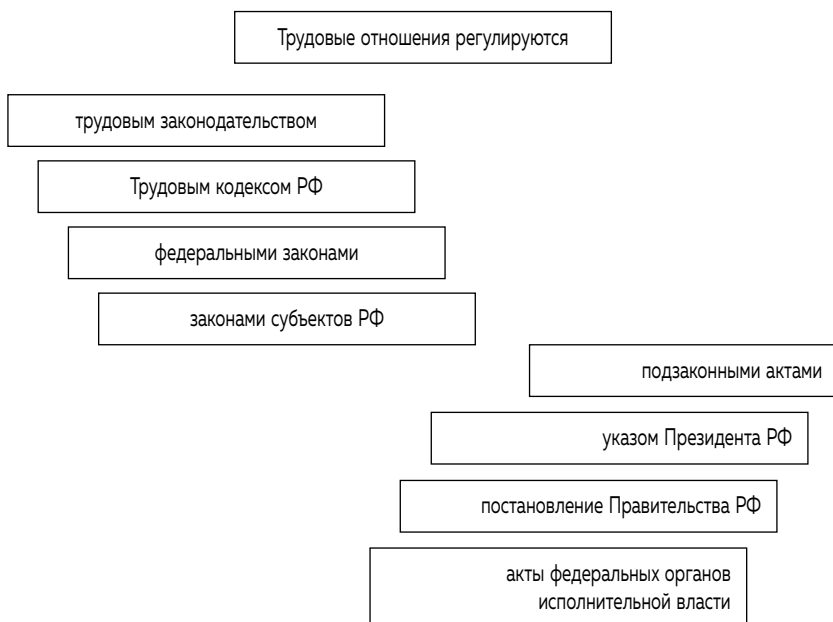 Трудовые отношения регулируются
трудовым законодательством
Трудовым кодексом РФ
федеральными законами
законами субъектов РФ
подзаконными актами
указом Президента РФ
постановление Правительства РФ
акты федеральных органов
исполнительной власти